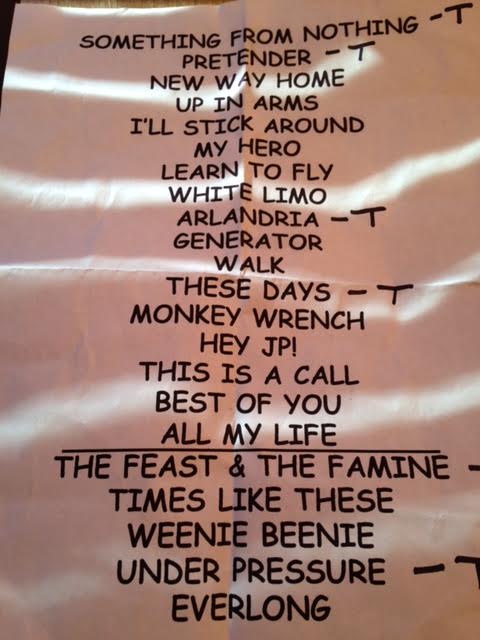 SOMETHING FROM NOTHING - T
PRETENDER - T
NEW WAY HOME
UP IN ARMS
I'LL STICK AROUND
MY HERO
LEARN TO FLY
WHITE LIMO
ARLANDRIA - T
GENERATOR
WALK
THESE DAYS - T
MONKEY WRENCH
HEY JP!
THIS IS A CALL
BEST OF YOU
ALL MY LIFE
THE FEAST & THE FAMINE -
TIMES LIKE THESE
WEENIE BEENIE
UNDER PRESSURE - T
EVERLONG